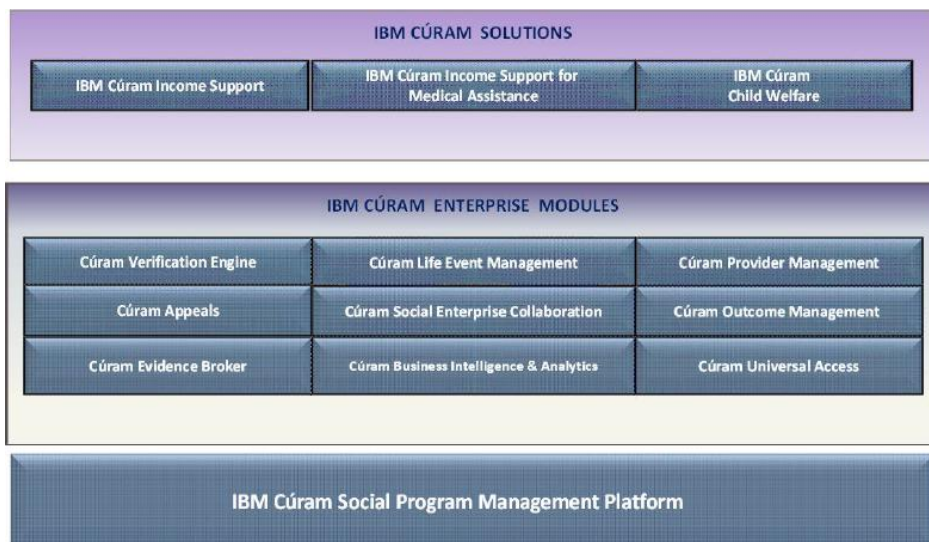 IBM CÚRAM SOLUTIONS
IBM Cúram Income Support
IBM Cúram Income Support for
Medical Assistance
IBM Cúram
Child Welfare
IBM CÚRAM ENTERPRISE MODULES
Cúram Verification Engine
Cúram Life Event Management
Cúram Provider Management
Cúram Appeals
Cúram Social Enterprise Collaboration
Cúram Outcome Management
Cúram Evidence Broker
Cúram Business Intelligence & Analytics
Cúram Universal Access
IBM Cúram Social Program Management Platform